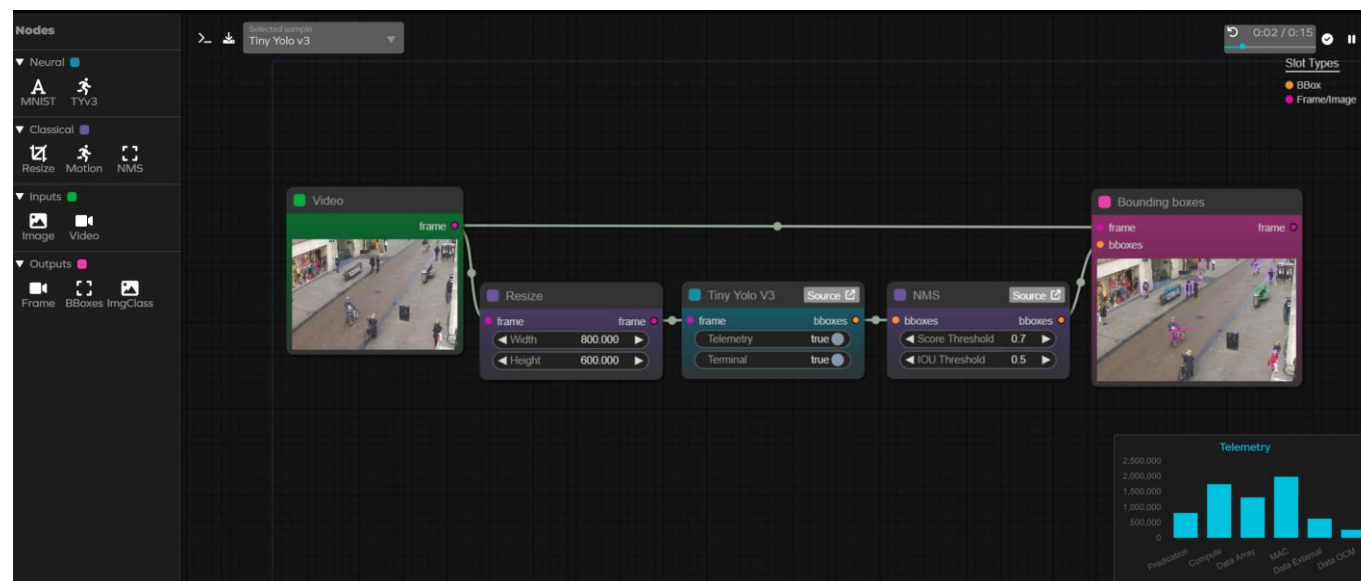 Nodes
Neural
MNIST TYv3
Classical
Resize Motion NMS
Inputs
Image Video
Outputs
Frame BBoxes ImgClass
>_
Selected sample
Tiny Yolo v3
0:02 / 0:15
Slot Types
BBox
Frame/Image
Video
frame
Resize
frame frame
Width 800.000
Height 600.000
Tiny Yolo V3 Source
frame bboxes
Telemetry true
Terminal true
NMS Source
bboxes bboxes
Score Threshold 0.7
IOU Threshold 0.5
Bounding boxes
frame frame
bboxes
Telemetry
2,500,000
2,000,000
1,500,000
1,000,000
500,000
0
Predication Compute Data Array MAC Data External Data OCM